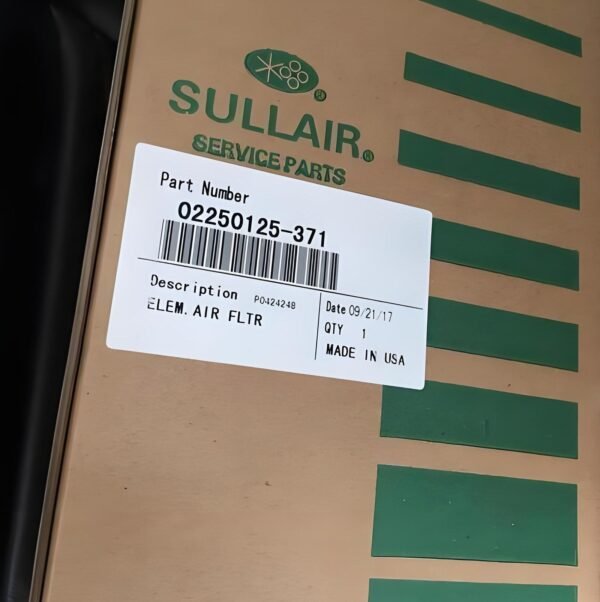 SULLAIR®
SERVICE PARTS
Part Number
02250125-371
Description PO424248
ELEM. AIR FLTR
Date 09/21/17
QTY 1
MADE IN USA